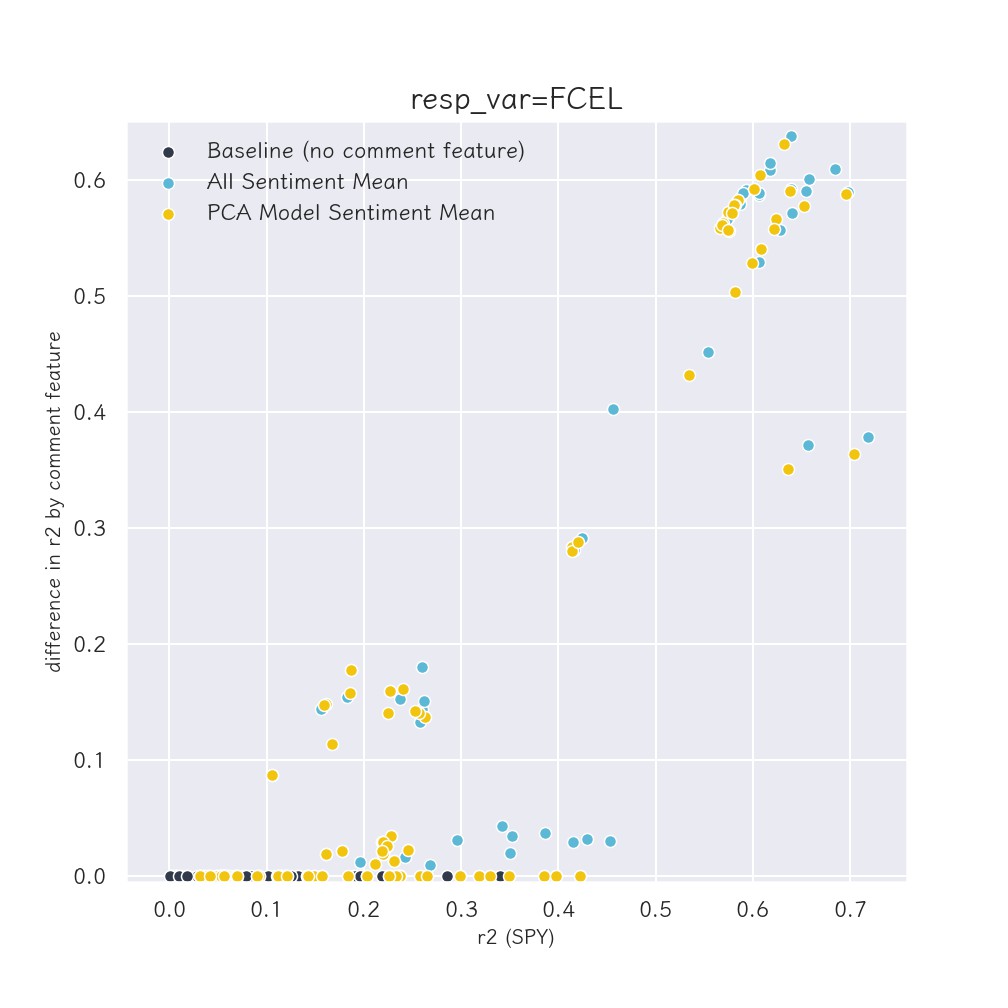 resp_var=FCEL
Baseline (no comment feature)
All Sentiment Mean
PCA Model Sentiment Mean
difference in r2 by comment feature
0.6
0.5
0.4
0.3
0.2
0.1
0.0
0.0 0.1 0.2 0.3 0.4 0.5 0.6 0.7
r2 (SPY)